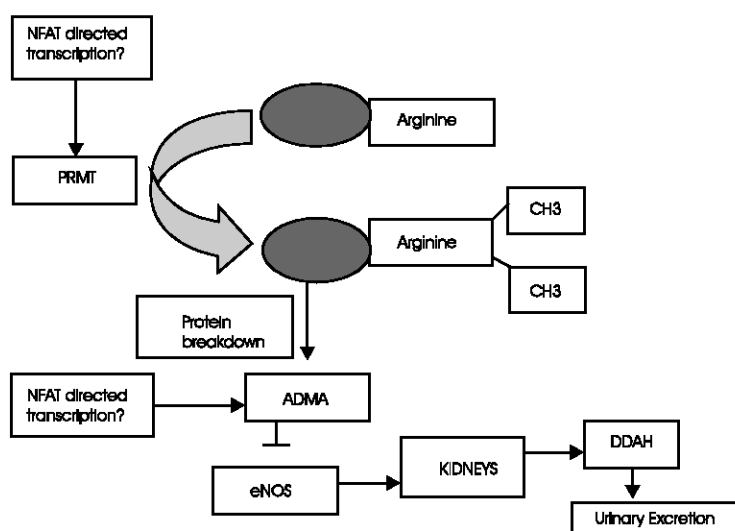 NFAT directed
transcription?
Arginine
PRMT
CH3
Arginine
CH3
Protein
breakdown
NFAT directed
transcription?
ADMA
DDAH
KIDNEYS
eNOS
Urinary Excretion